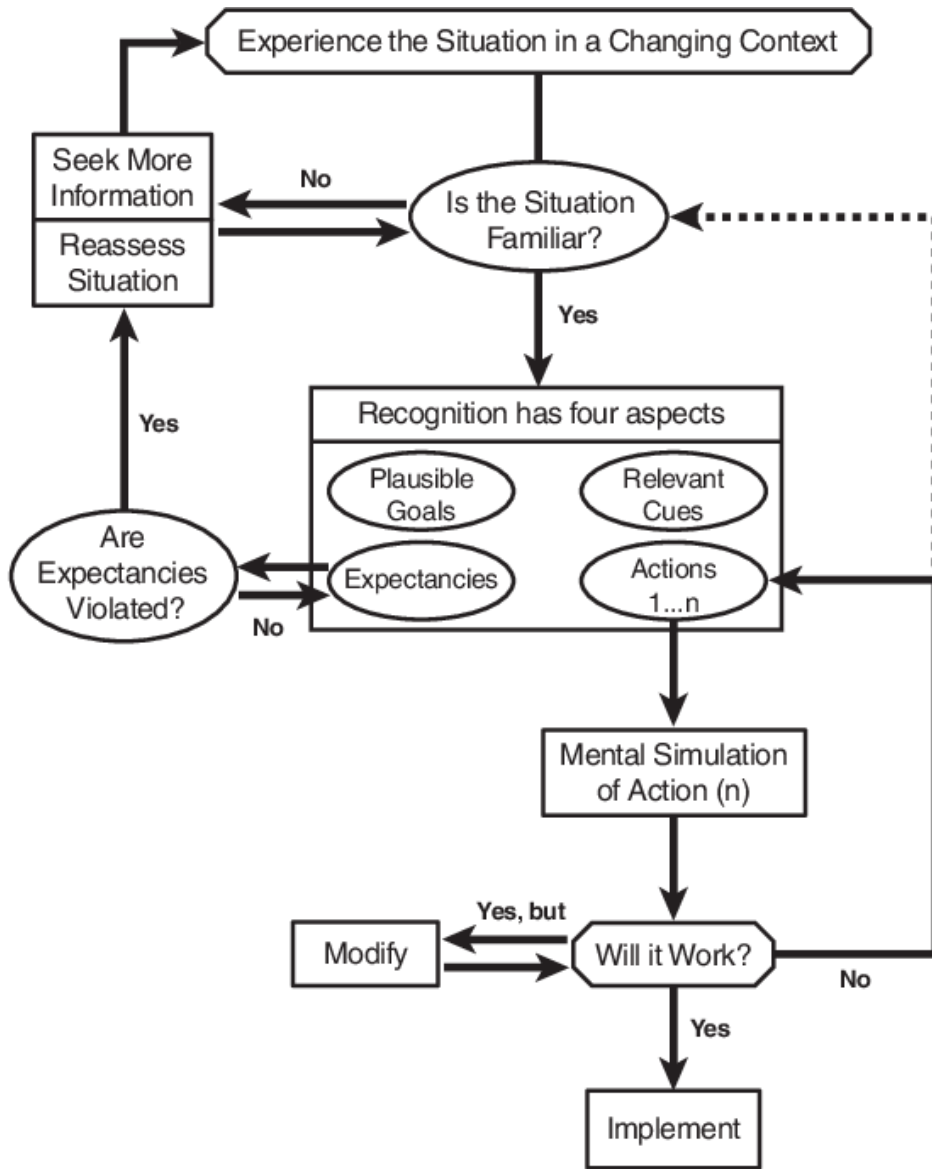 Experience the Situation in a Changing Context
Seek More
Information
No
Is the Situation
Familiar?
Reassess
Situation
Yes
Recognition has four aspects
Yes
Plausible
Goals
Relevant
Cues
Are
Expectancies
Violated?
Expectancies
Actions
1...n
No
Mental Simulation
of Action (n)
Yes, but
Modify
Will it Work?
No
Yes
Implement